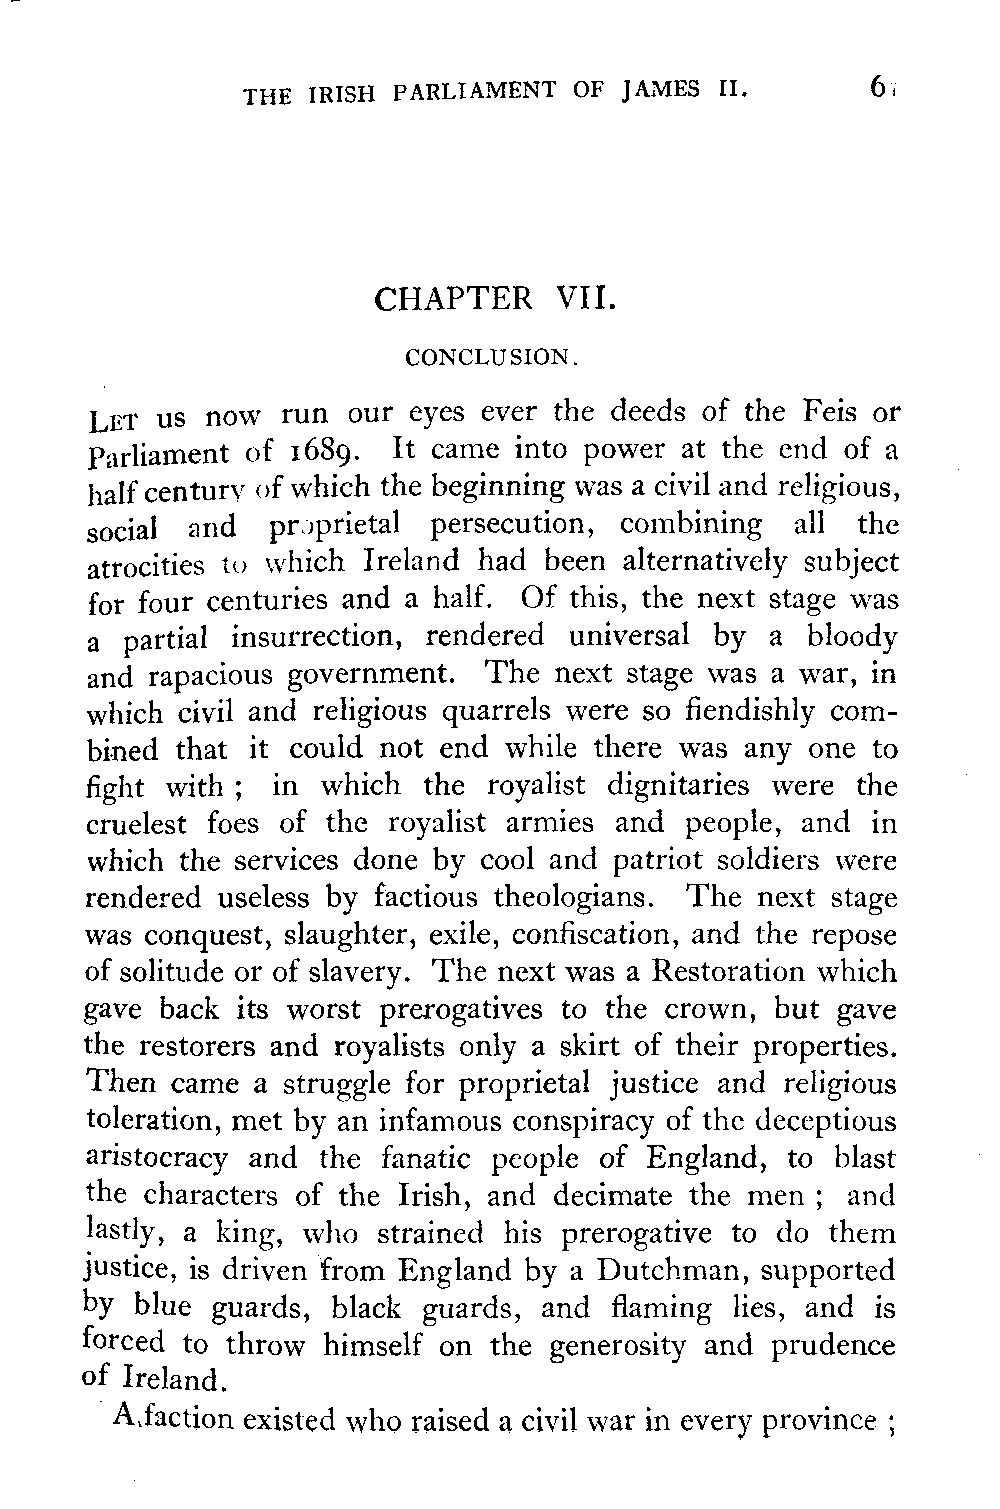 THE IRISH PARLIAMENT OF JAMES II.
CHAPTER VII.
CONCLUSION.
LET us now run our eyes ever the deeds of the Feis or
Parliament of 1689. It came into power at the end of a
half century of which the beginning was a civil and religious,
social and proprietal persecution, combining all the
atrocities to which Ireland had been alternatively subject
for four centuries and a half. Of this, the next stage was
a partial insurrection, rendered universal by a bloody
and rapacious government. The next stage was a war, in
which civil and religious quarrels were so fiendishly com-
bined that it could not end while there was any one to
fight with ; in which the royalist dignitaries were the
cruelest foes of the royalist armies and people, and in
which the services done by cool and patriot soldiers were
rendered useless by factious theologians. The next stage
was conquest, slaughter, exile, confiscation, and the repose
of solitude or of slavery. The next was a Restoration which
gave back its worst prerogatives to the crown, but gave
the restorers and royalists only a skirt of their properties.
Then came a struggle for proprietal justice and religious
toleration, met by an infamous conspiracy of the deceptious
aristocracy and the fanatic people of England, to blast
the characters of the Irish, and decimate the men ; and
lastly, a king, who strained his prerogative to do them
justice, is driven from England by a Dutchman, supported
by blue guards, black guards, and flaming lies, and is
forced to throw himself on the generosity and prudence
of Ireland.
A faction existed who raised a civil war in every province ;